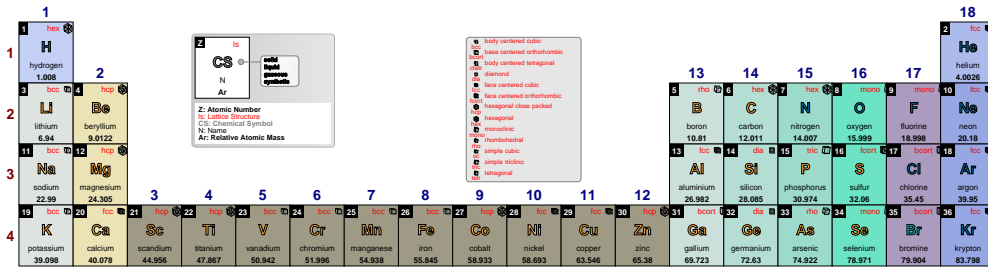 1
18
1 hex
H
hydrogen
1.008
2 fcc
He
helium
4.0026
1
Z
ls
CS
N
Ar
solid
liquid
gaseous
synthetic
Z: Atomic Number
ls: Lattice Structure
CS: Chemical Symbol
N: Name
Ar: Relative Atomic Mass
body centered cubic
bcc
base centered orthorhombic
bcort
body centered tetragonal
diamond
dia
face centered cubic
fcc
face centered orthorhombic
fcort
hexagonal close packed
hcp
hexagonal
hex
monoclinic
mono
rhombohedral
rho
simple cubic
sc
simple triclinic
tric
tetragonal
tetr
2
13 14 15 16 17
2
3 bcc
Li
lithium
6.94
4 hcp
Be
beryllium
9.0122
5 rho
B
boron
10.81
6 hex
C
carbon
12.011
7 hex
N
nitrogen
14.007
8 mono
O
oxygen
15.999
9 mono
F
fluorine
18.998
10 fcc
Ne
neon
20.18
3
11 bcc
Na
sodium
22.99
12 hcp
Mg
magnesium
24.305
13 fcc
Al
aluminium
26.982
14 dia
Si
silicon
28.085
15 tric
P
phosphorus
30.974
16 fcort
S
sulfur
32.06
17 bcort
Cl
chlorine
35.45
18 fcc
Ar
argon
39.95
3 4 5 6 7 8 9 10 11 12
4
19 bcc
K
potassium
39.098
20 fcc
Ca
calcium
40.078
21 hcp
Sc
scandium
44.956
22 hcp
Ti
titanium
47.867
23 bcc
V
vanadium
50.942
24 bcc
Cr
chromium
51.996
25 bcc
Mn
manganese
54.938
26 bcc
Fe
iron
55.845
27 hcp
Co
cobalt
58.933
28 fcc
Ni
nickel
58.693
29 fcc
Cu
copper
63.546
30 hcp
Zn
zinc
65.38
31 bcort
Ga
gallium
69.723
32 dia
Ge
germanium
72.63
33 rho
As
arsenic
74.922
34 mono
Se
selenium
78.971
35 bcort
Br
bromine
79.904
36 fcc
Kr
krypton
83.798